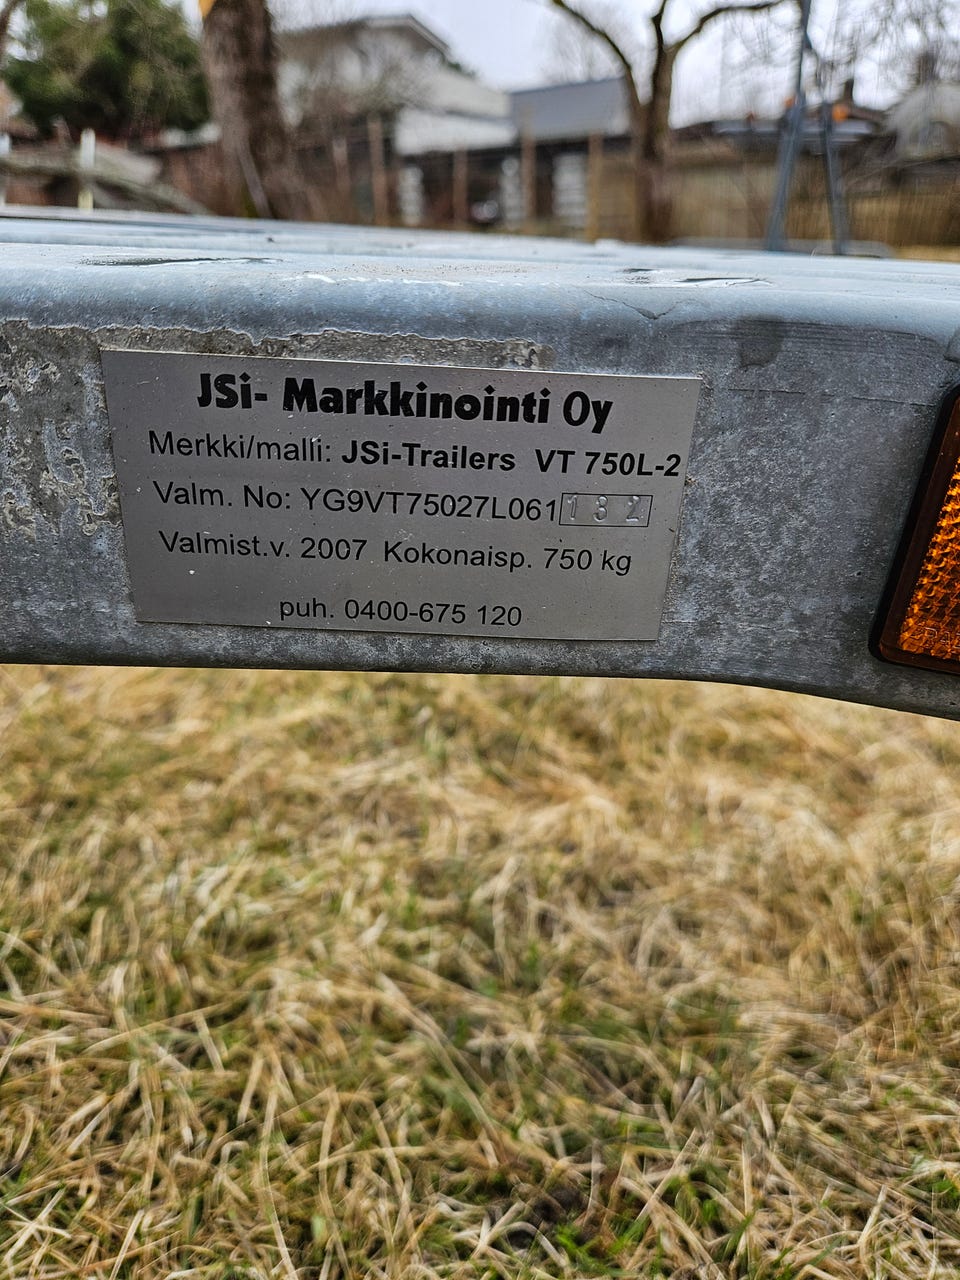 JSi- Markkinointi Oy
Merkki/malli: JSi-Trailers VT 750L-2
Valm. No: YG9VT75027L061132
Valmist.v. 2007 Kokonaisp. 750 kg
puh. 0400-675 120